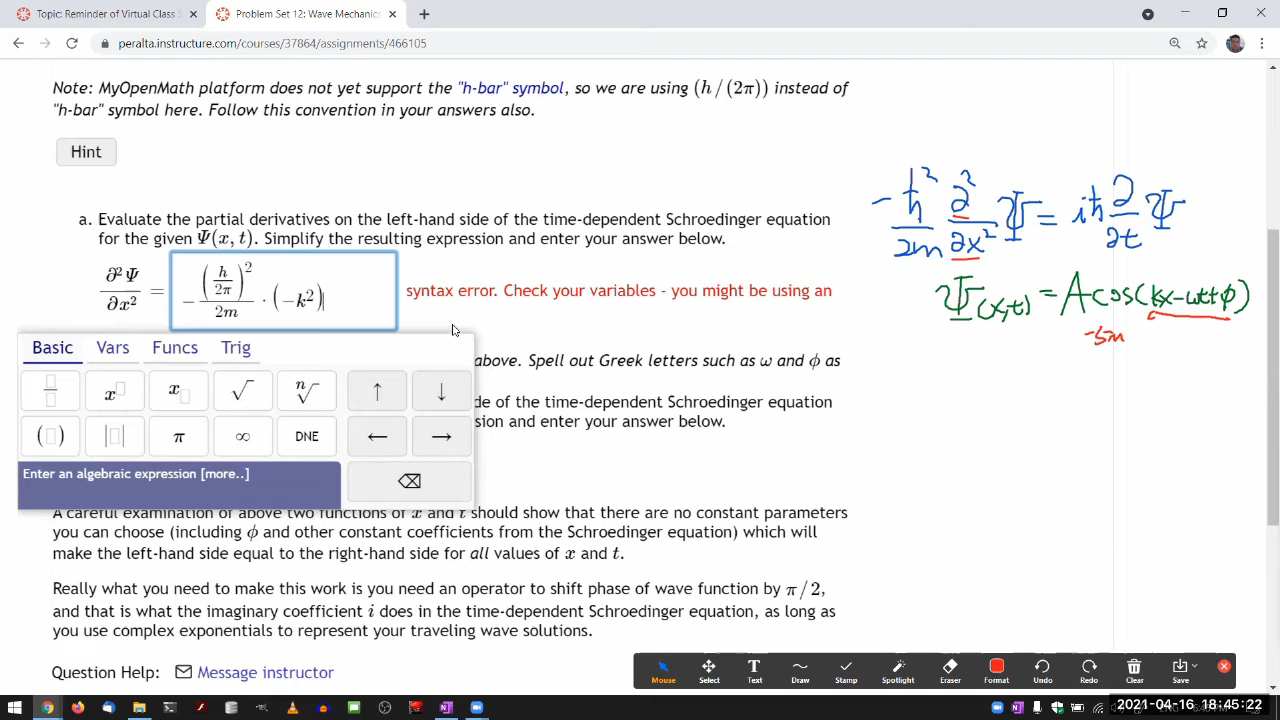 Topic: Reminder of Virtual Class S
Problem Set 12: Wave Mechanics
peralta.instructure.com/courses/37864/assignments/466105
Note: MyOpenMath platform does not yet support the "h-bar" symbol, so we are using (h/(2π)) instead of
"h-bar" symbol here. Follow this convention in your answers also.
Hint
a. Evaluate the partial derivatives on the left-hand side of the time-dependent Schroedinger equation
for the given Ψ(x, t). Simplify the resulting expression and enter your answer below.
∂²Ψ/∂x² = −(h/2π)²/2m · (−k²)
syntax error. Check your variables - you might be using an
Basic Vars Funcs Trig
above. Spell out Greek letters such as ω and ϕ as
de of the time-dependent Schroedinger equation
ion and enter your answer below.
π ∞ DNE
Enter an algebraic expression [more..]
A careful examination of above two functions of x and t should show that there are no constant parameters
you can choose (including ϕ and other constant coefficients from the Schroedinger equation) which will
make the left-hand side equal to the right-hand side for all values of x and t.
Really what you need to make this work is you need an operator to shift phase of wave function by π/2,
and that is what the imaginary coefficient i does in the time-dependent Schroedinger equation, as long as
you use complex exponentials to represent your traveling wave solutions.
Question Help: Message instructor
−ħ²/2m ∂²/∂x² Ψ = iħ ∂/∂t Ψ
Ψ(x,t) = A cos(kx−ωt+ϕ)
Mouse Select Text Draw Stamp Spotlight Eraser Format Undo Redo Clear Save
2021-04-16 18:45:22